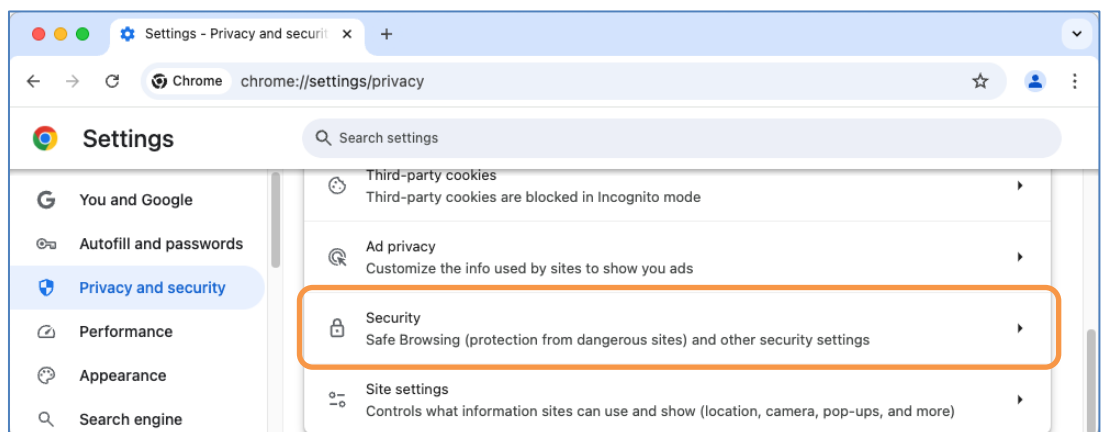 Settings - Privacy and securit
Chrome chrome://settings/privacy
Settings
Search settings
You and Google
Autofill and passwords
Privacy and security
Performance
Appearance
Search engine
Third-party cookies
Third-party cookies are blocked in Incognito mode
Ad privacy
Customize the info used by sites to show you ads
Security
Safe Browsing (protection from dangerous sites) and other security settings
Site settings
Controls what information sites can use and show (location, camera, pop-ups, and more)